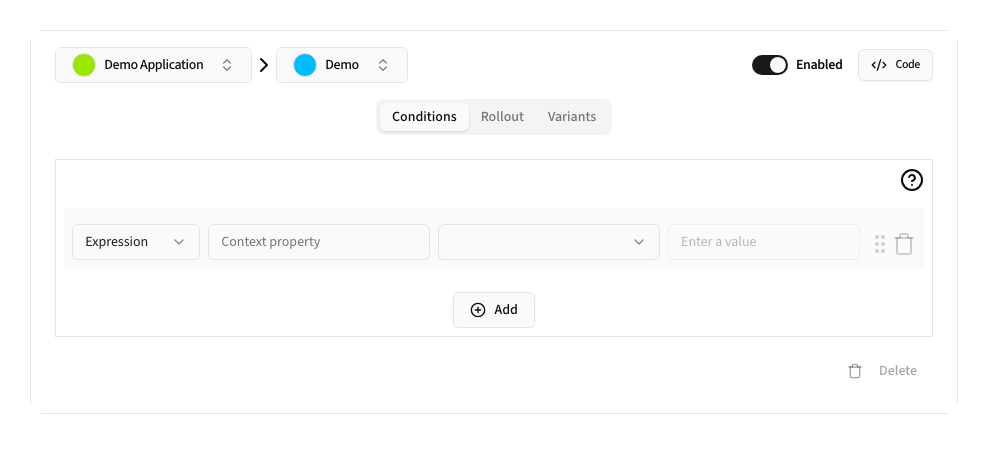 Demo Application Demo Enabled Code
Conditions Rollout Variants
Expression Context property Enter a value
Add
Delete